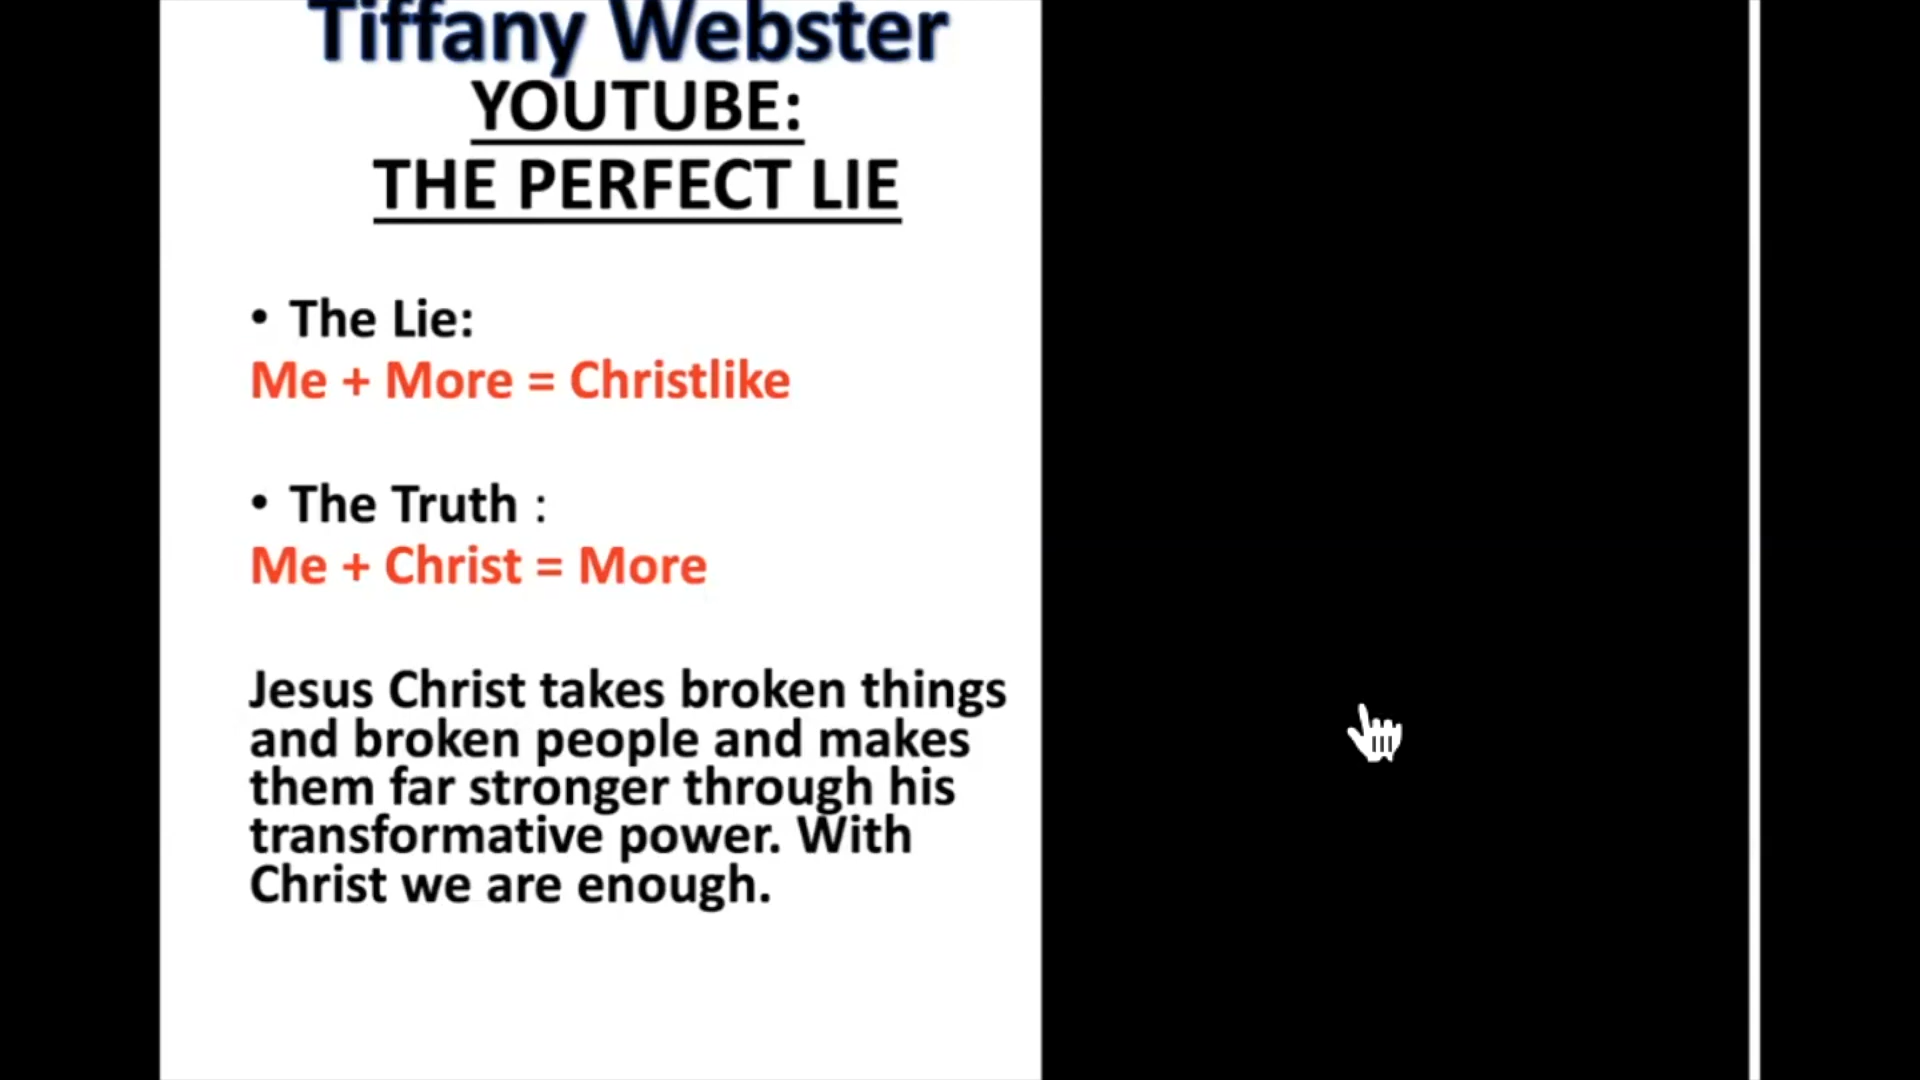 Tiffany Webster
YOUTUBE:
THE PERFECT LIE
• The Lie:
Me + More = Christlike
• The Truth :
Me + Christ = More
Jesus Christ takes broken things
and broken people and makes
them far stronger through his
transformative power. With
Christ we are enough.